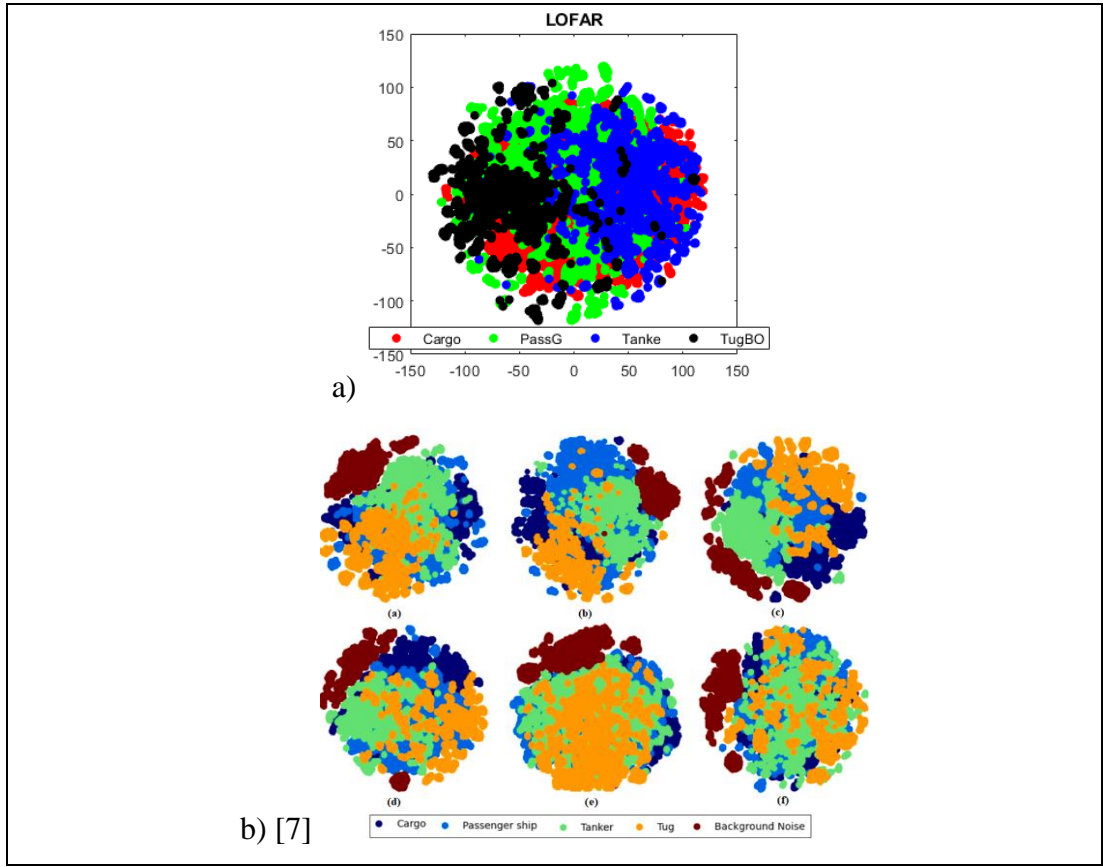 LOFAR
150
100
50
0
-50
-100
-150
Cargo PassG Tanke TugBO
-150 -100 -50 0 50 100 150
a)
(a) (b) (c)
(d) (e) (f)
Cargo Passenger ship Tanker Tug Background Noise
b) [7]